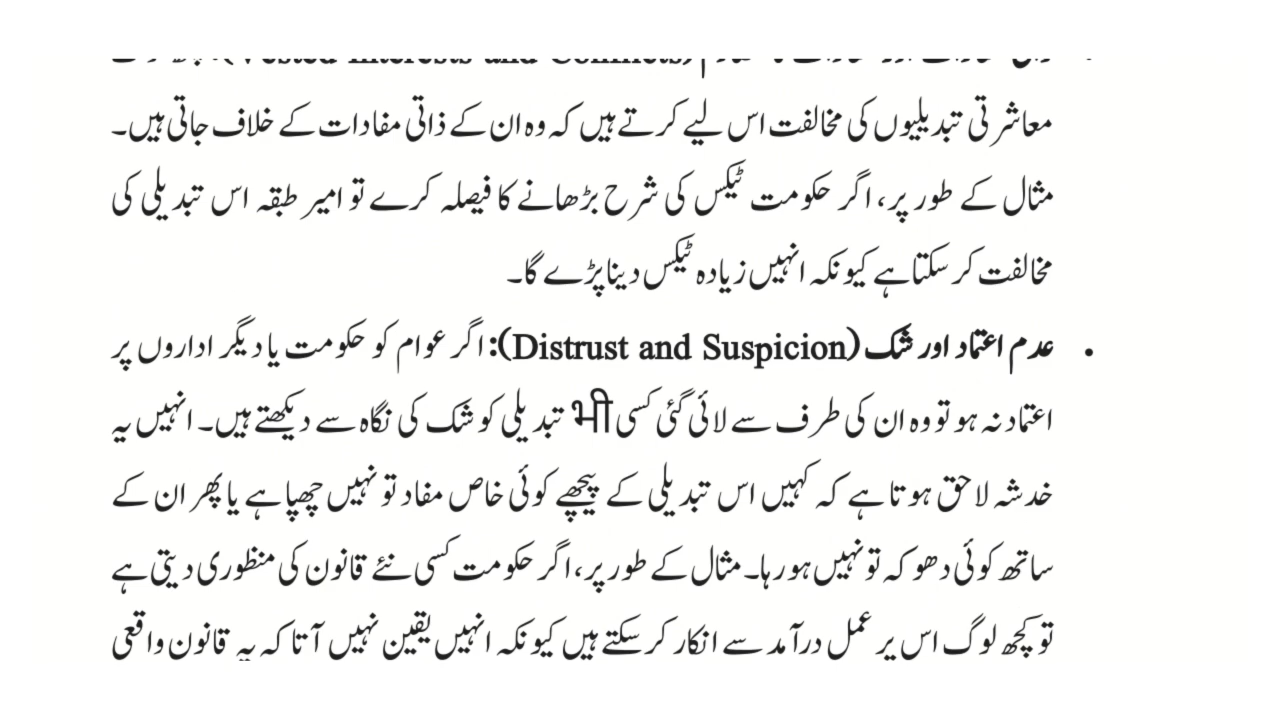 (Vested Interests and Conflicts):
معاشرتی تبدیلیوں کی مخالفت اس لیے کرتے ہیں کہ وہ ان کے ذاتی مفادات کے خلاف جاتی ہیں۔
مثال کے طور پر، اگر حکومت ٹیکس کی شرح بڑھانے کا فیصلہ کرے تو امیر طبقہ اس تبدیلی کی
مخالفت کر سکتا ہے کیونکہ انہیں زیادہ ٹیکس دینا پڑے گا۔
• عدم اعتماد اور شک (Distrust and Suspicion): اگر عوام کو حکومت یا دیگر اداروں پر
اعتماد نہ ہو تو وہ ان کی طرف سے لائی گئی کسی भी تبدیلی کو شک کی نگاہ سے دیکھتے ہیں۔ انہیں یہ
خدشہ لاحق ہوتا ہے کہ کہیں اس تبدیلی کے پیچھے کوئی خاص مفاد تو نہیں چھپا ہے یا پھر ان کے
ساتھ کوئی دھوکہ تو نہیں ہو رہا۔ مثال کے طور پر، اگر حکومت کسی نئے قانون کی منظوری دیتی ہے
تو کچھ لوگ اس پر عمل درآمد سے انکار کر سکتے ہیں کیونکہ انہیں یقین نہیں آتا کہ یہ قانون واقعی